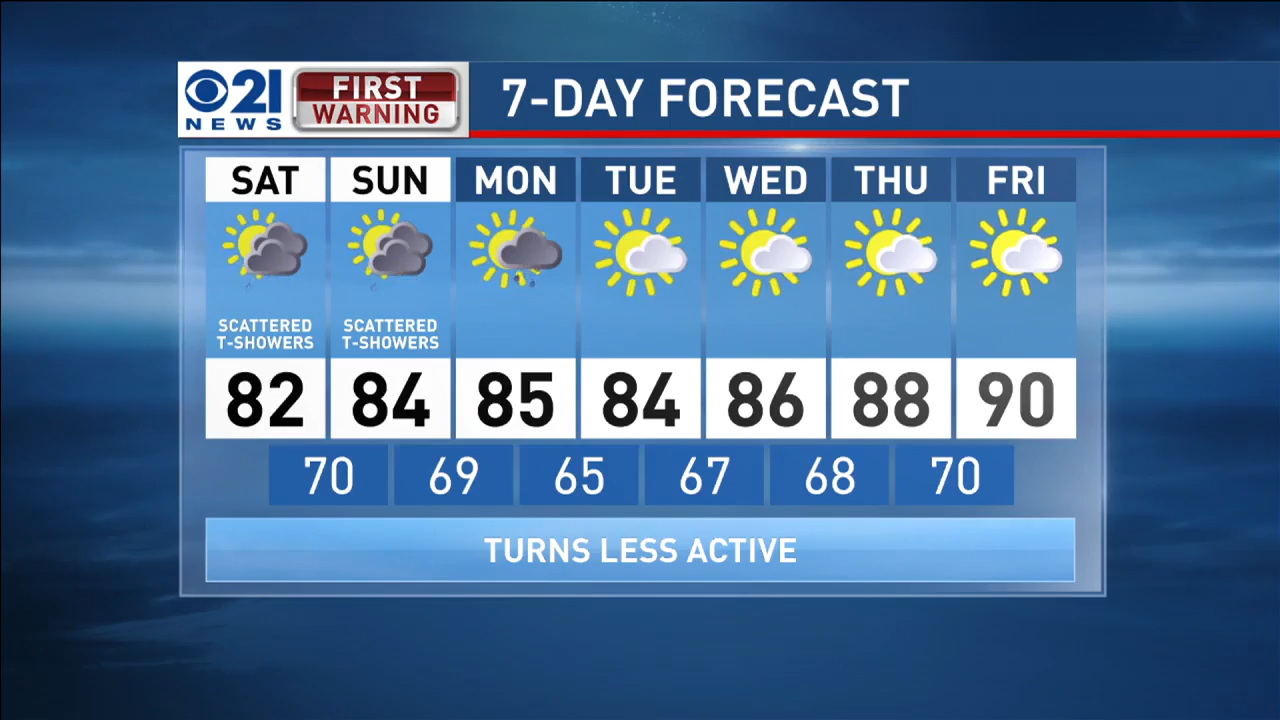 21 NEWS
FIRST WARNING
7-DAY FORECAST
SAT SUN MON TUE WED THU FRI
SCATTERED T-SHOWERS
SCATTERED T-SHOWERS
82 84 85 84 86 88 90
70 69 65 67 68 70
TURNS LESS ACTIVE